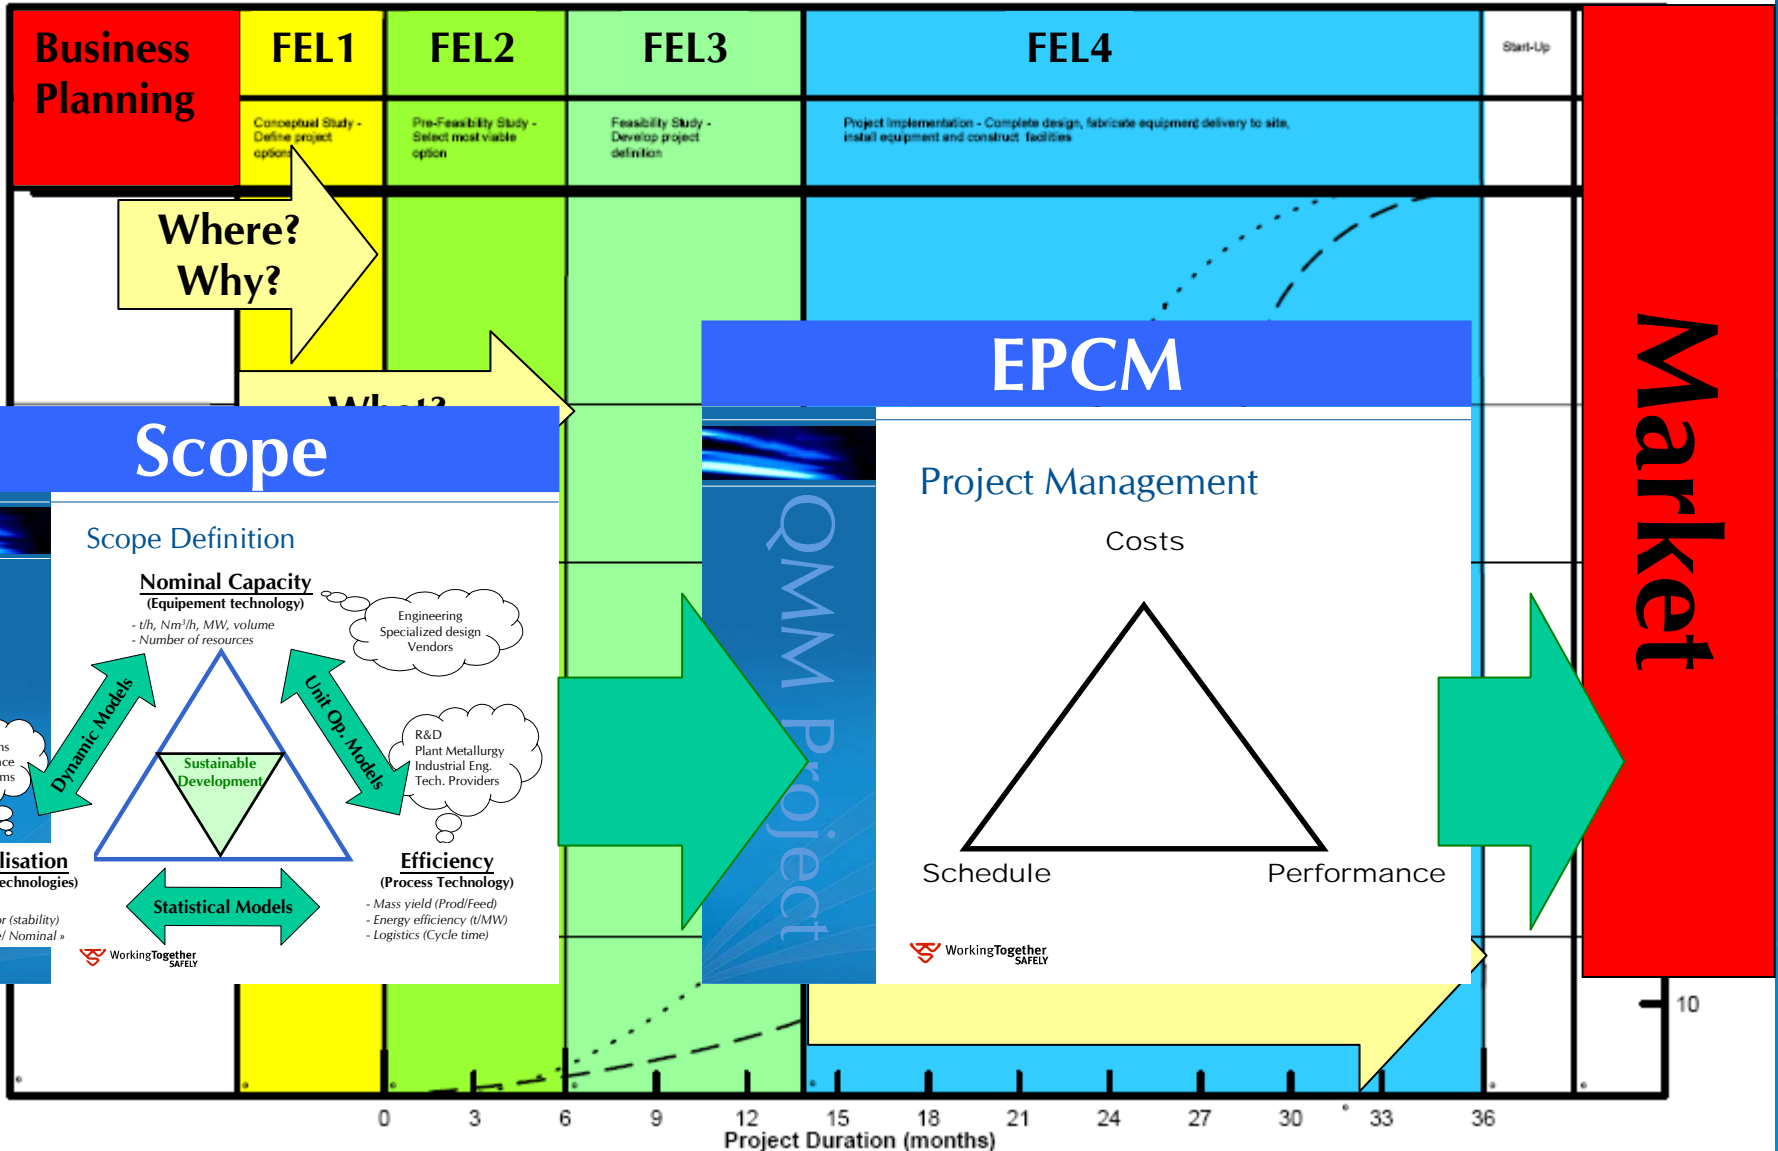 Business
Planning
FEL1
FEL2
FEL3
FEL4
Start-Up
Conceptual Study -
Define project
options
Pre-Feasibility Study -
Select most viable
option
Feasibility Study -
Develop project
definition
Project Implementation - Complete design, fabricate equipment delivery to site,
install equipment and construct facilities
Where?
Why?
What?
Market
Scope
Scope Definition
Nominal Capacity
(Equipement technology)
- t/h, Nm³/h, MW, volume
- Number of resources
Engineering
Specialized design
Vendors
Dynamic Models
Unit Op. Models
R&D
Plant Metallurgy
Industrial Eng.
Tech. Providers
Sustainable
Development
Efficiency
(Process Technology)
- Mass yield (Prod/Feed)
- Energy efficiency (t/MW)
- Logistics (Cycle time)
(stability)
/ Nominal »
Statistical Models
WorkingTogether
SAFELY
EPCM
QMM Project
Project Management
Costs
Schedule
Performance
WorkingTogether
SAFELY
10
0 3 6 9 12 15 18 21 24 27 30 33 36
Project Duration (months)